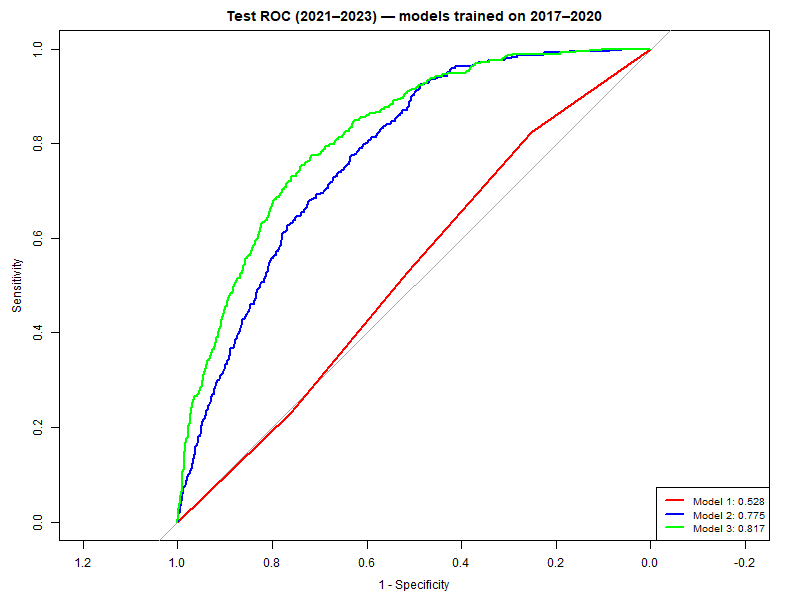 Test ROC (2021–2023) — models trained on 2017–2020
Sensitivity
1.0
0.8
0.6
0.4
0.2
0.0
Model 1: 0.528
Model 2: 0.775
Model 3: 0.817
1.2 1.0 0.8 0.6 0.4 0.2 0.0 -0.2
1 - Specificity